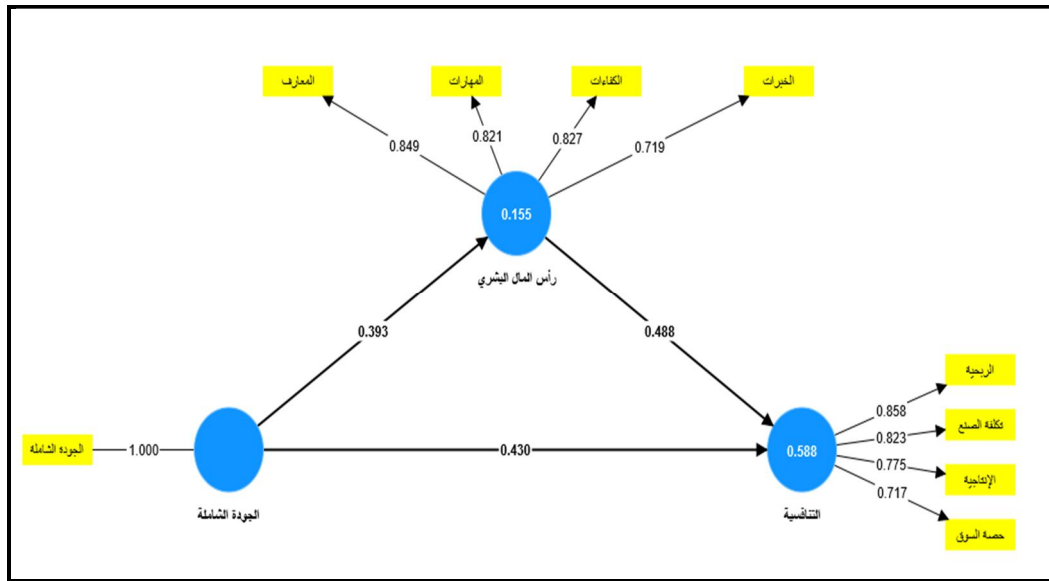 المعارف
المهارات
الكفاءات
الخبرات
0.849
0.821
0.827
0.719
0.155
رأس المال البشري
0.393
0.488
الربحية
0.858
تكلفة الصنع
0.823
الجودة الشاملة
1.000
0.430
0.588
0.775
الإنتاجية
0.717
الجودة الشاملة
التنافسية
حصة السوق